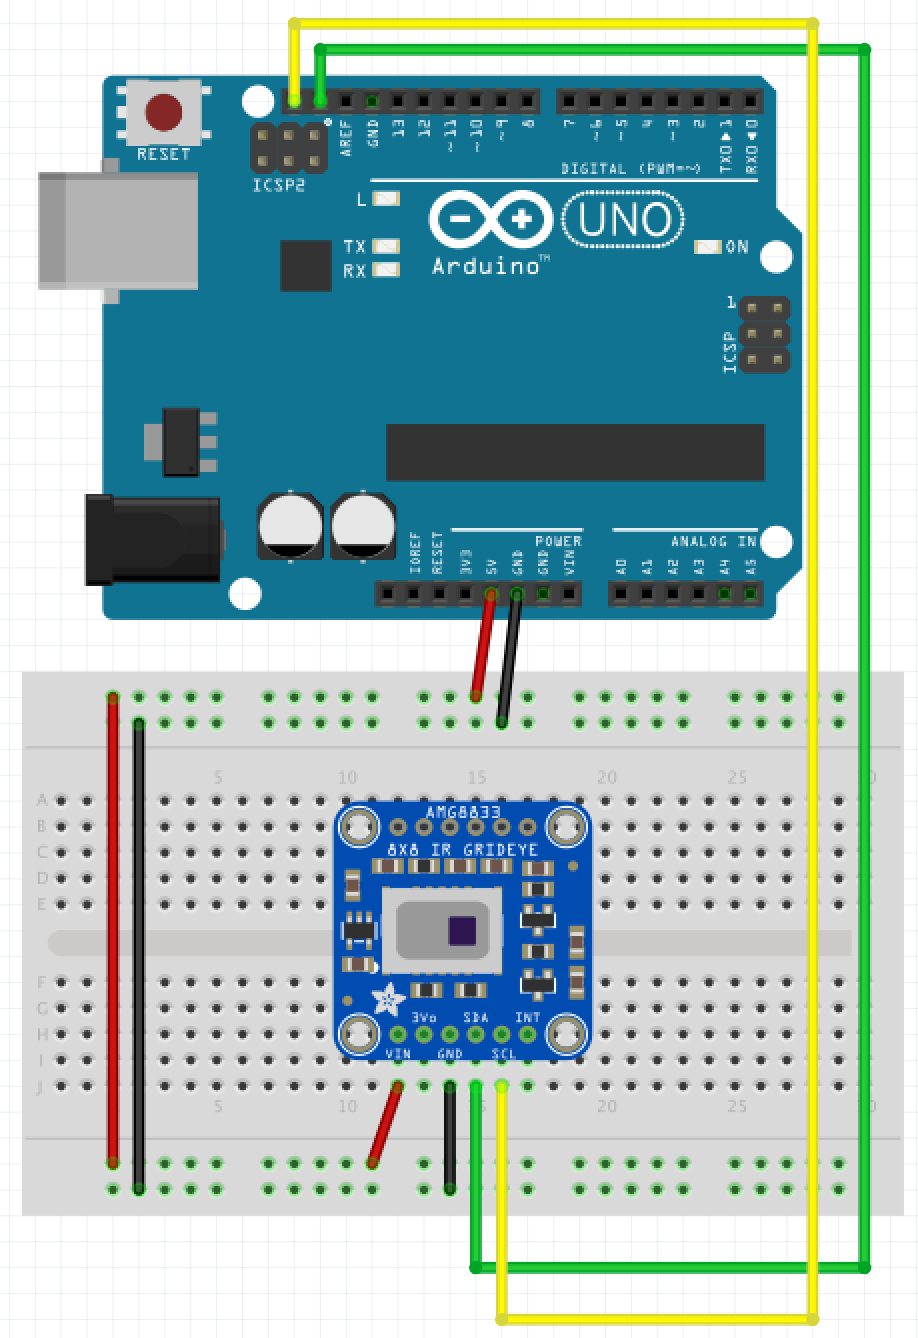 RESET
ICSP2
AREF
GND
13
12
~11
~10
~9
8
7
~6
~5
4
~3
2
TX0▶1
RX0◀0
DIGITAL (PWM=~)
L
TX
RX
UNO
Arduino™
ON
1
ICSP
POWER
ANALOG IN
IOREF
RESET
3V3
5V
GND
GND
VIN
A0
A1
A2
A3
A4
A5
5
10
15
20
25
30
A
B
C
D
E
AMG8833
8X8 IR GRIDEYE
F
G
H
I
J
3Vo
SDA
INT
VIN
GND
SCL
5
10
15
20
25
30